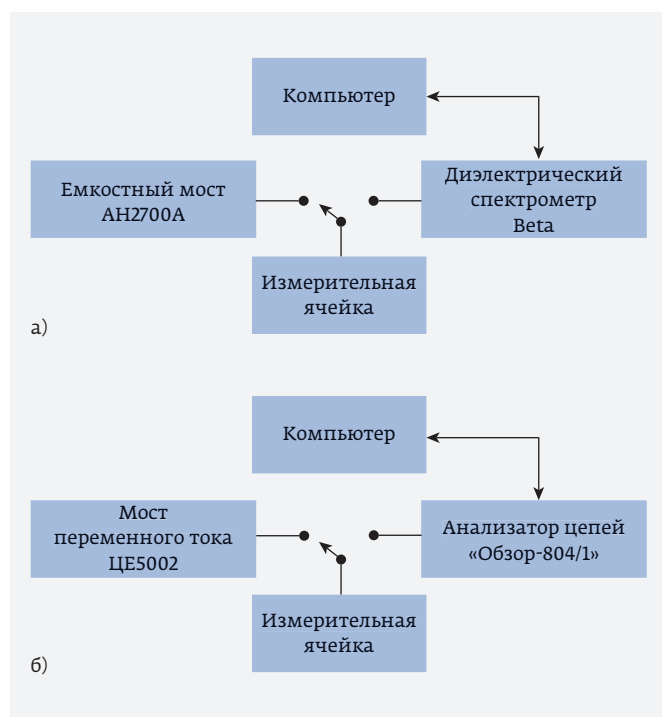 Компьютер
Емкостный мост
АН2700А
Диэлектрический
спектрометр
Beta
Измерительная
ячейка
а)
Компьютер
Мост
переменного тока
ЦЕ5002
Анализатор цепей
«Обзор-804/1»
Измерительная
ячейка
б)